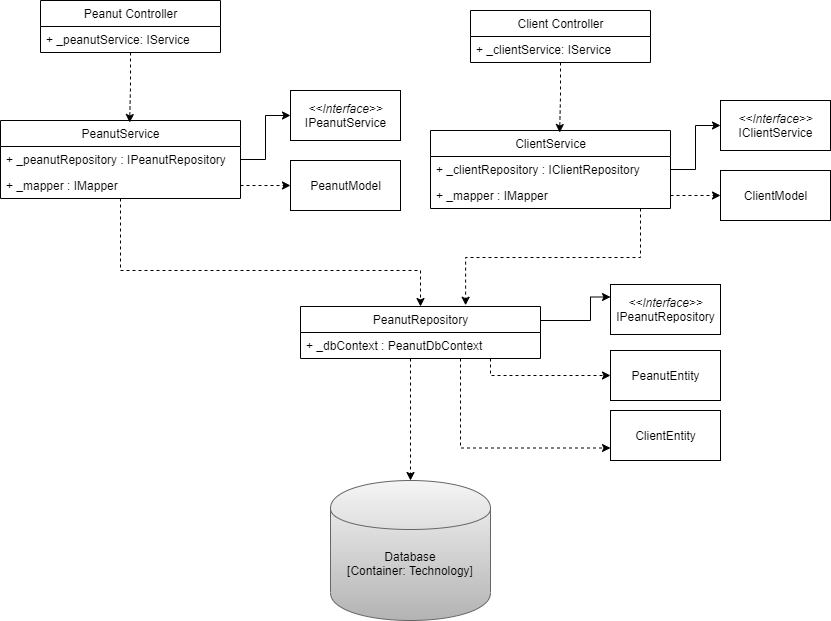 Peanut Controller
+ _peanutService: IService
Client Controller
+ _clientService: IService
PeanutService
+ _peanutRepository : IPeanutRepository
+ _mapper : IMapper
<<Interface>>
IPeanutService
PeanutModel
ClientService
+ _clientRepository : IClientRepository
+ _mapper : IMapper
<<Interface>>
IClientService
ClientModel
PeanutRepository
+ _dbContext : PeanutDbContext
<<Interface>>
IPeanutRepository
PeanutEntity
ClientEntity
Database
[Container: Technology]